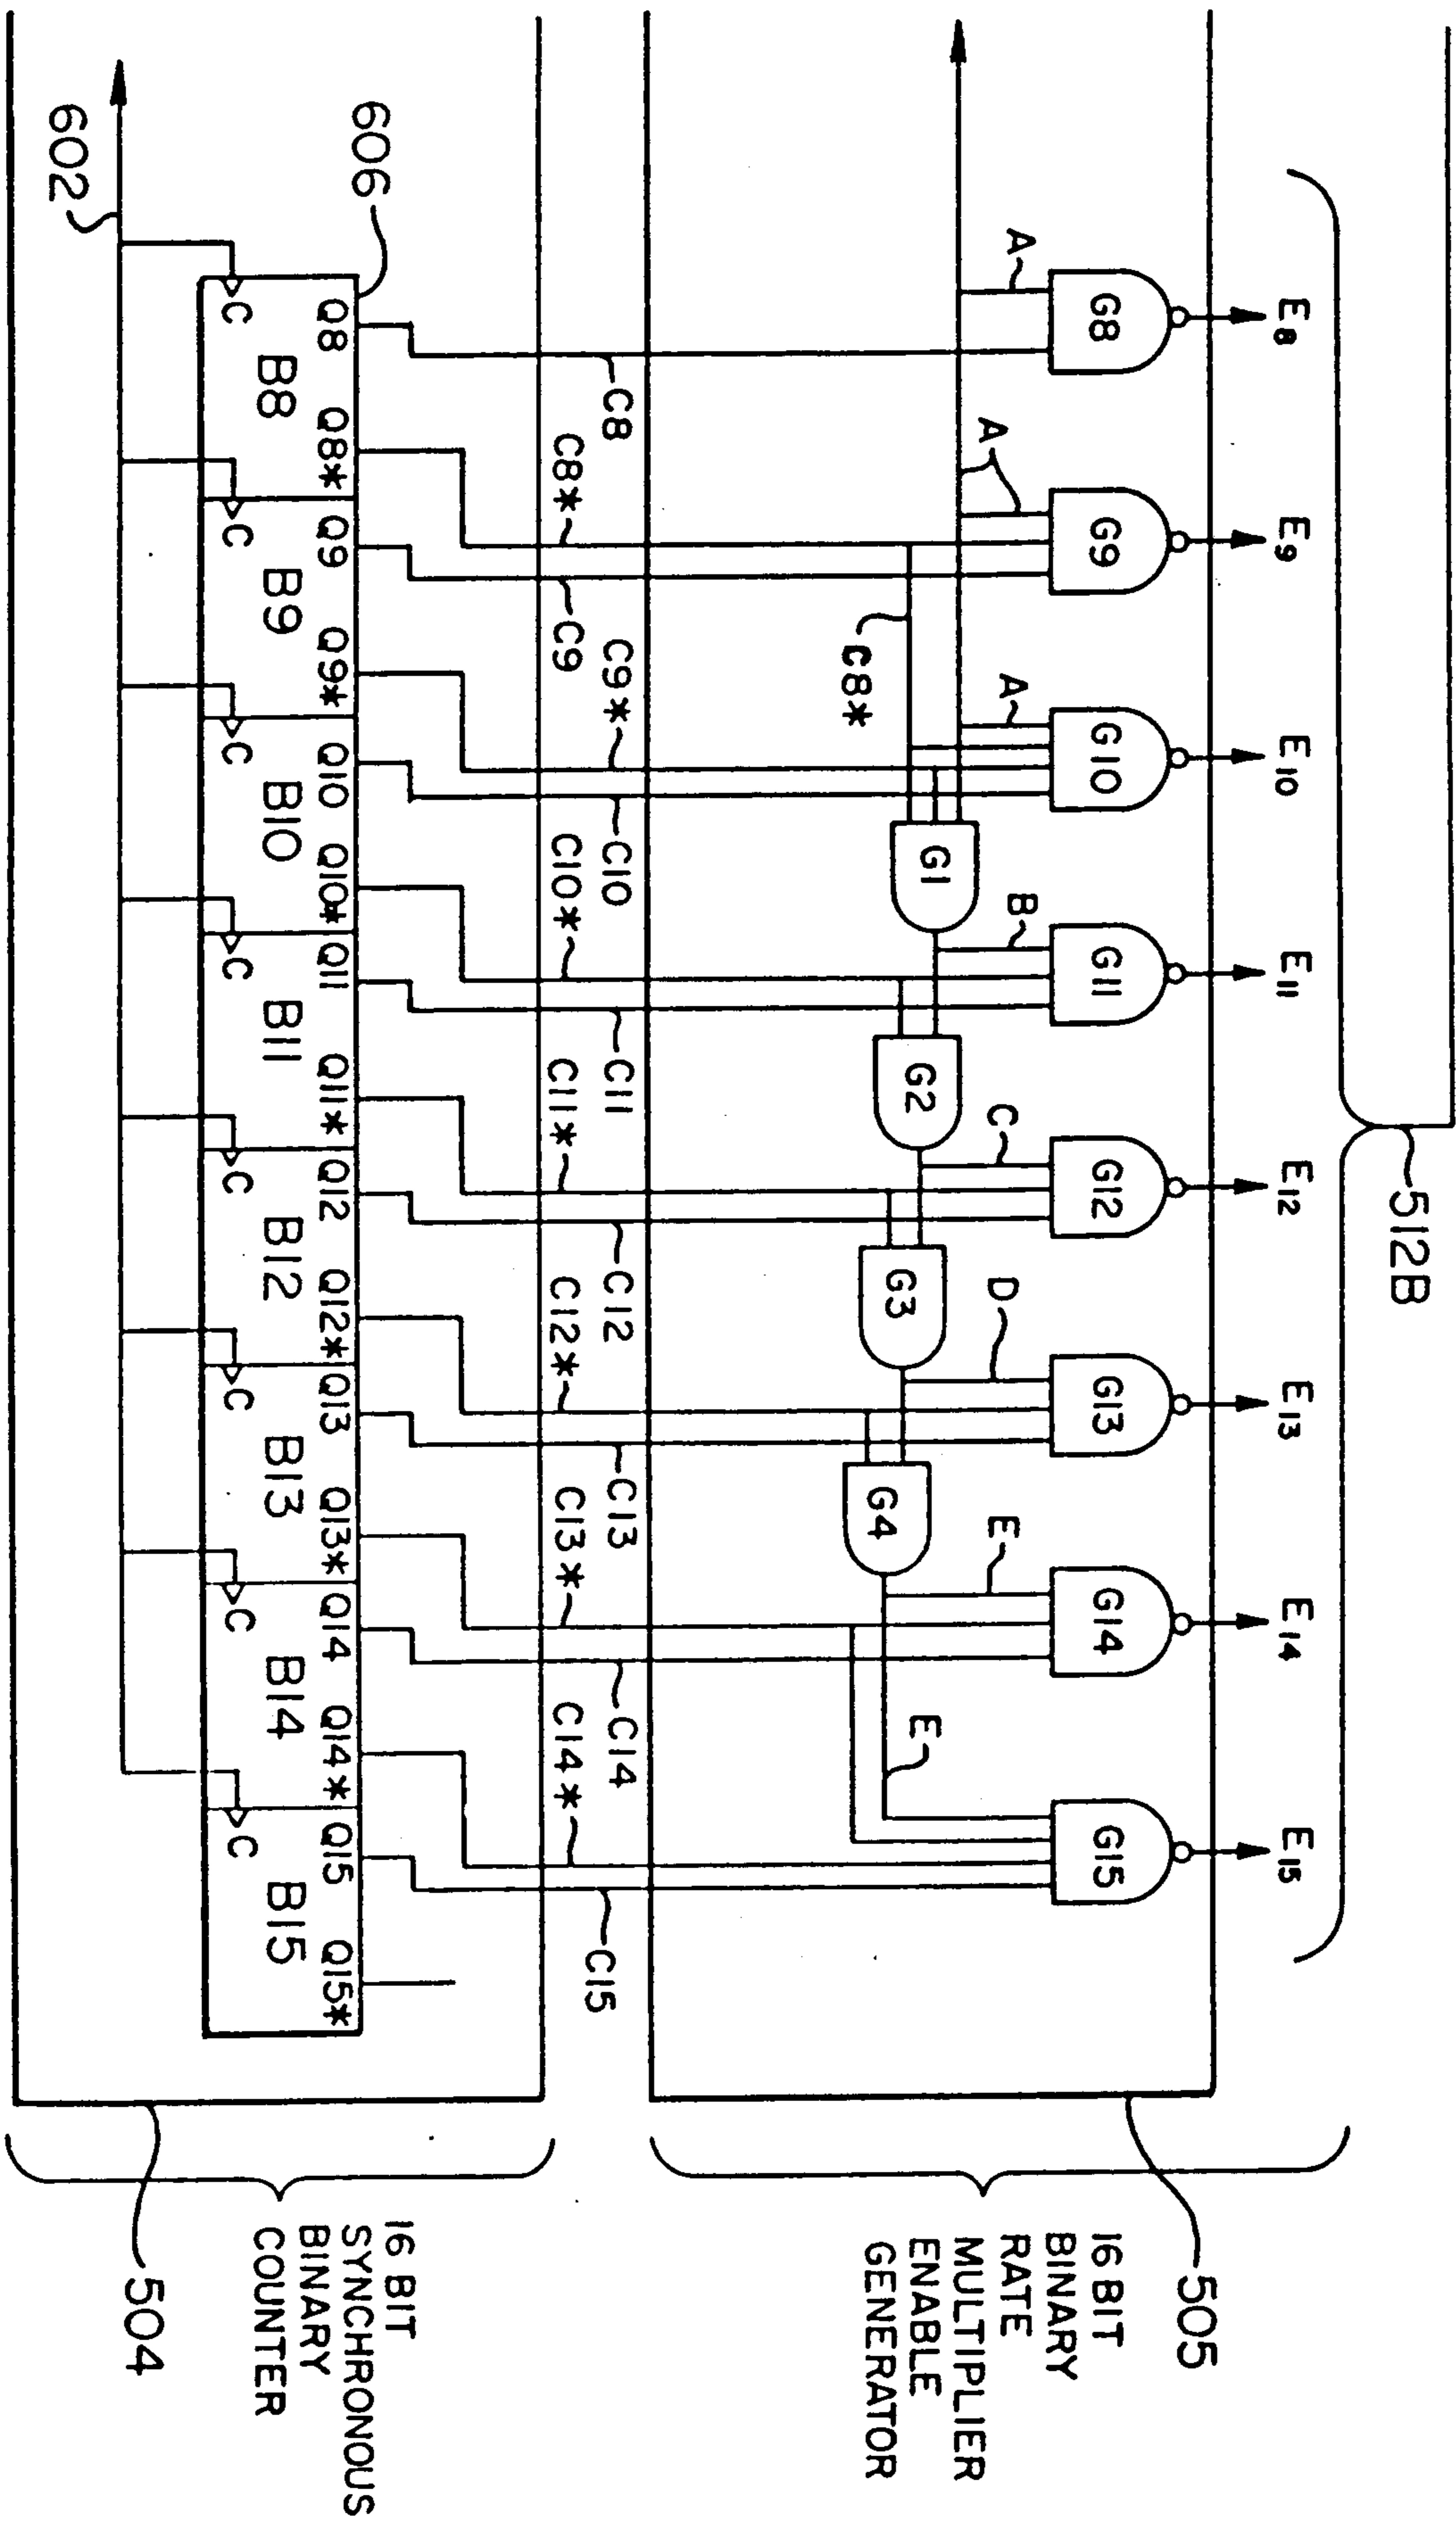 512B
E8 E9 E10 E11 E12 E13 E14 E15
G8 G9 G10 G11 G12 G13 G14 G15
A A A B C D E E
G1 G2 G3 G4
C8*
505
16 BIT
BINARY
RATE
MULTIPLIER
ENABLE
GENERATOR
C8 C9* C10 C11 C12 C13 C14 C15
C8* C9 C10* C11* C12* C13* C14*
606
Q8 Q8* Q9 Q9* Q10 Q10* Q11 Q11* Q12 Q12* Q13 Q13* Q14 Q14* Q15 Q15*
B8 B9 B10 B11 B12 B13 B14 B15
C C C C C C C C
602
504
16 BIT
SYNCHRONOUS
BINARY
COUNTER